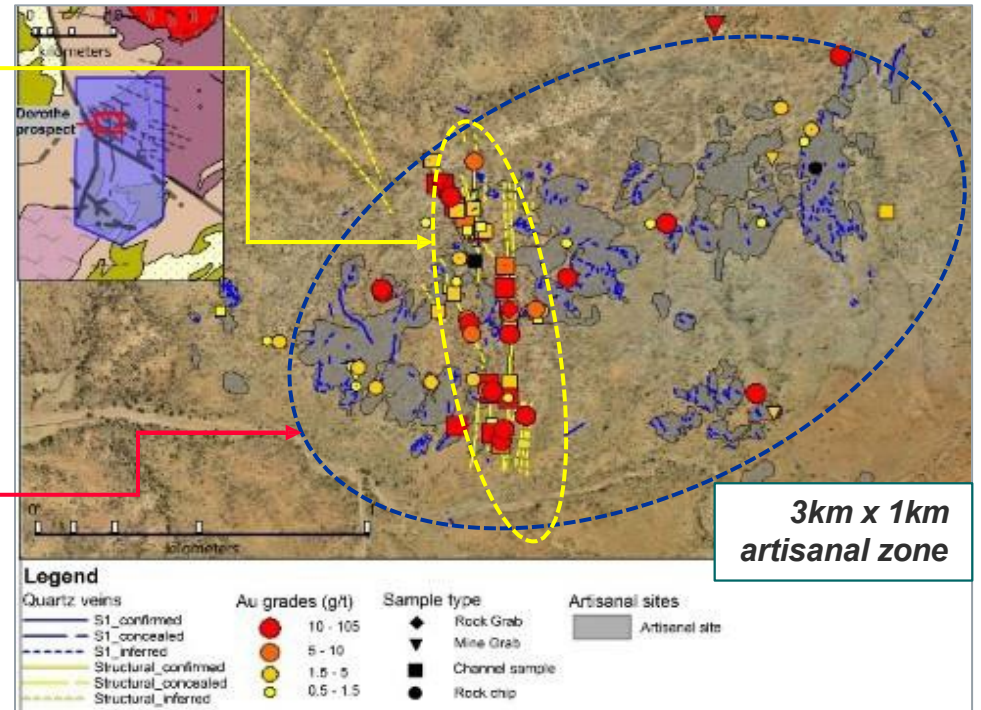 kilometers
Dorothe
prospect
0
1
kilometers
3km x 1km
artisanal zone
Legend
Quartz veins
S1_confirmed
S1_concealed
S1_inferred
Structural_confirmed
Structural_concealed
Structural_inferred
Au grades (g/t)
10 - 105
5 - 10
1.5 - 5
0.5 - 1.5
Sample type
Rock Grab
Mine Grab
Channel sample
Rock chip
Artisanal sites
Artisanal site